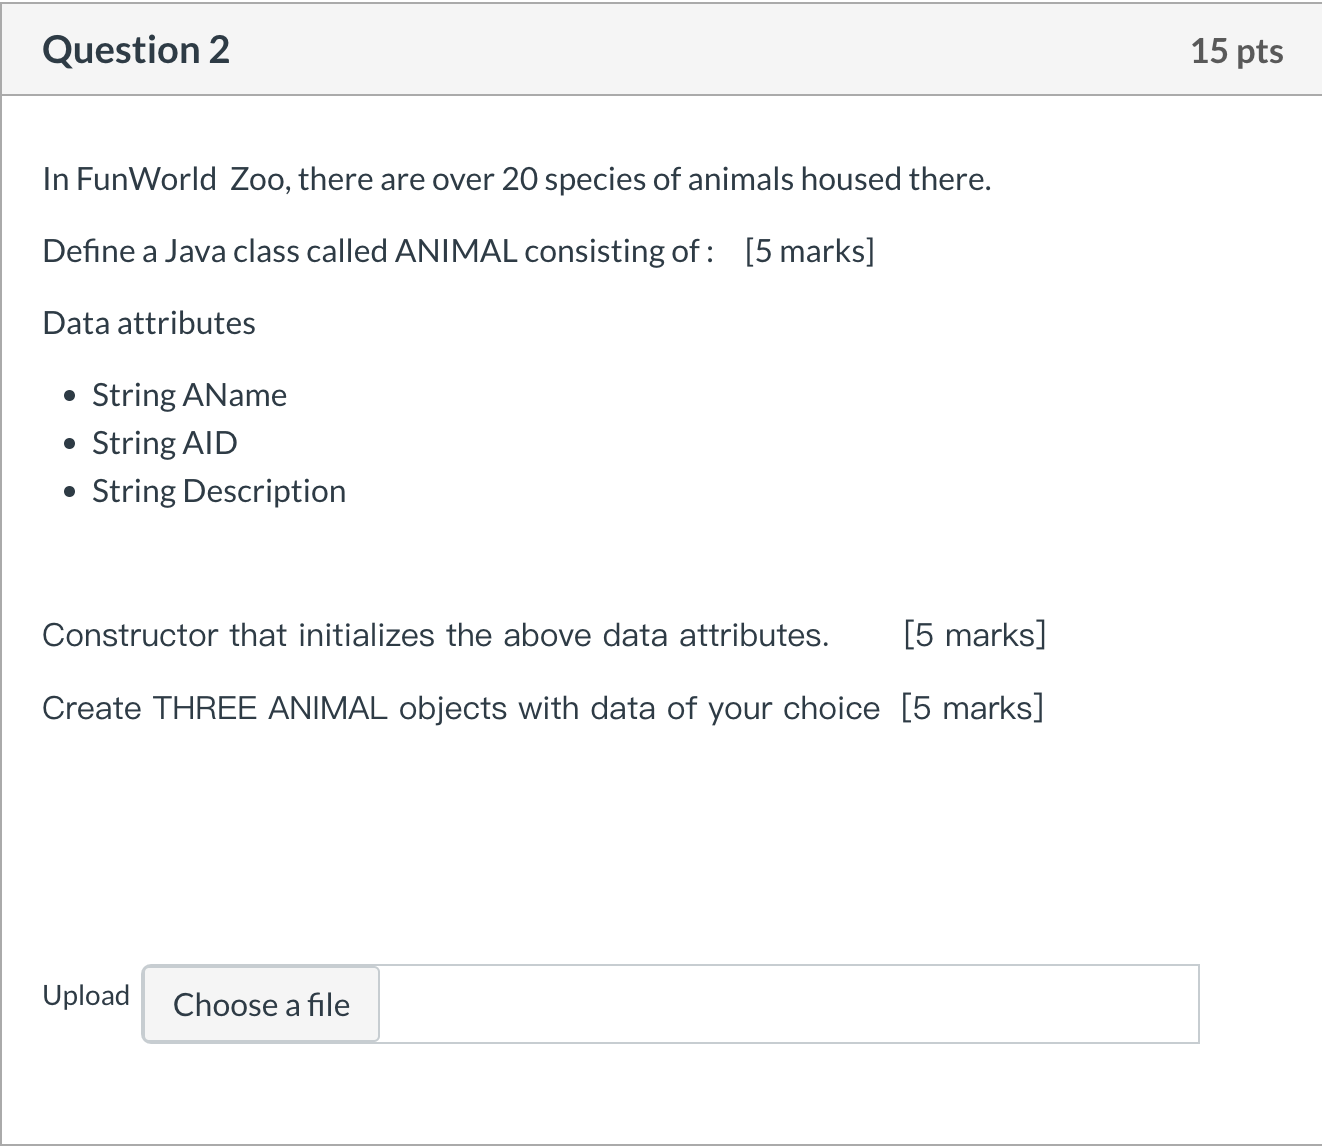 Question 2
15 pts
In FunWorld Zoo, there are over 20 species of animals housed there.
Define a Java class called ANIMAL consisting of : [5 marks]
Data attributes
• String AName
• String AID
• String Description
Constructor that initializes the above data attributes. [5 marks]
Create THREE ANIMAL objects with data of your choice [5 marks]
Upload
Choose a file